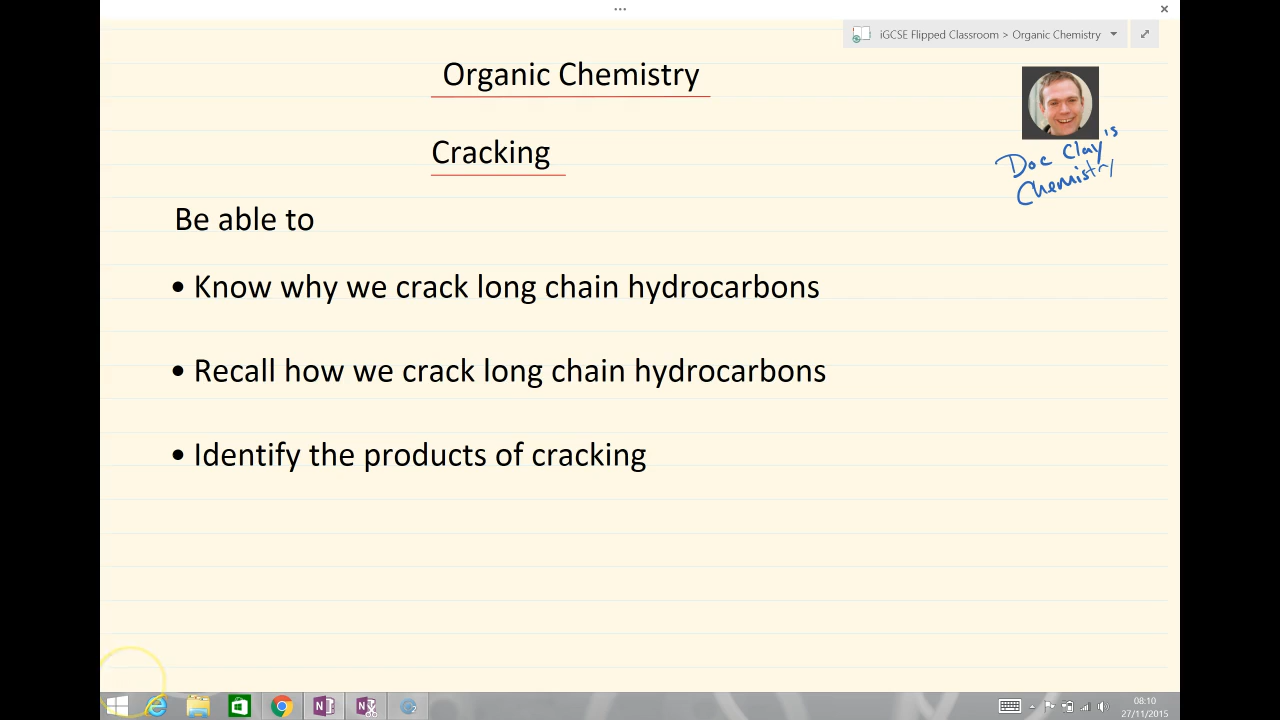 iGCSE Flipped Classroom > Organic Chemistry
Organic Chemistry
Cracking
Doc Clay's
Chemistry
Be able to
• Know why we crack long chain hydrocarbons
• Recall how we crack long chain hydrocarbons
• Identify the products of cracking
08:10
27/11/2015